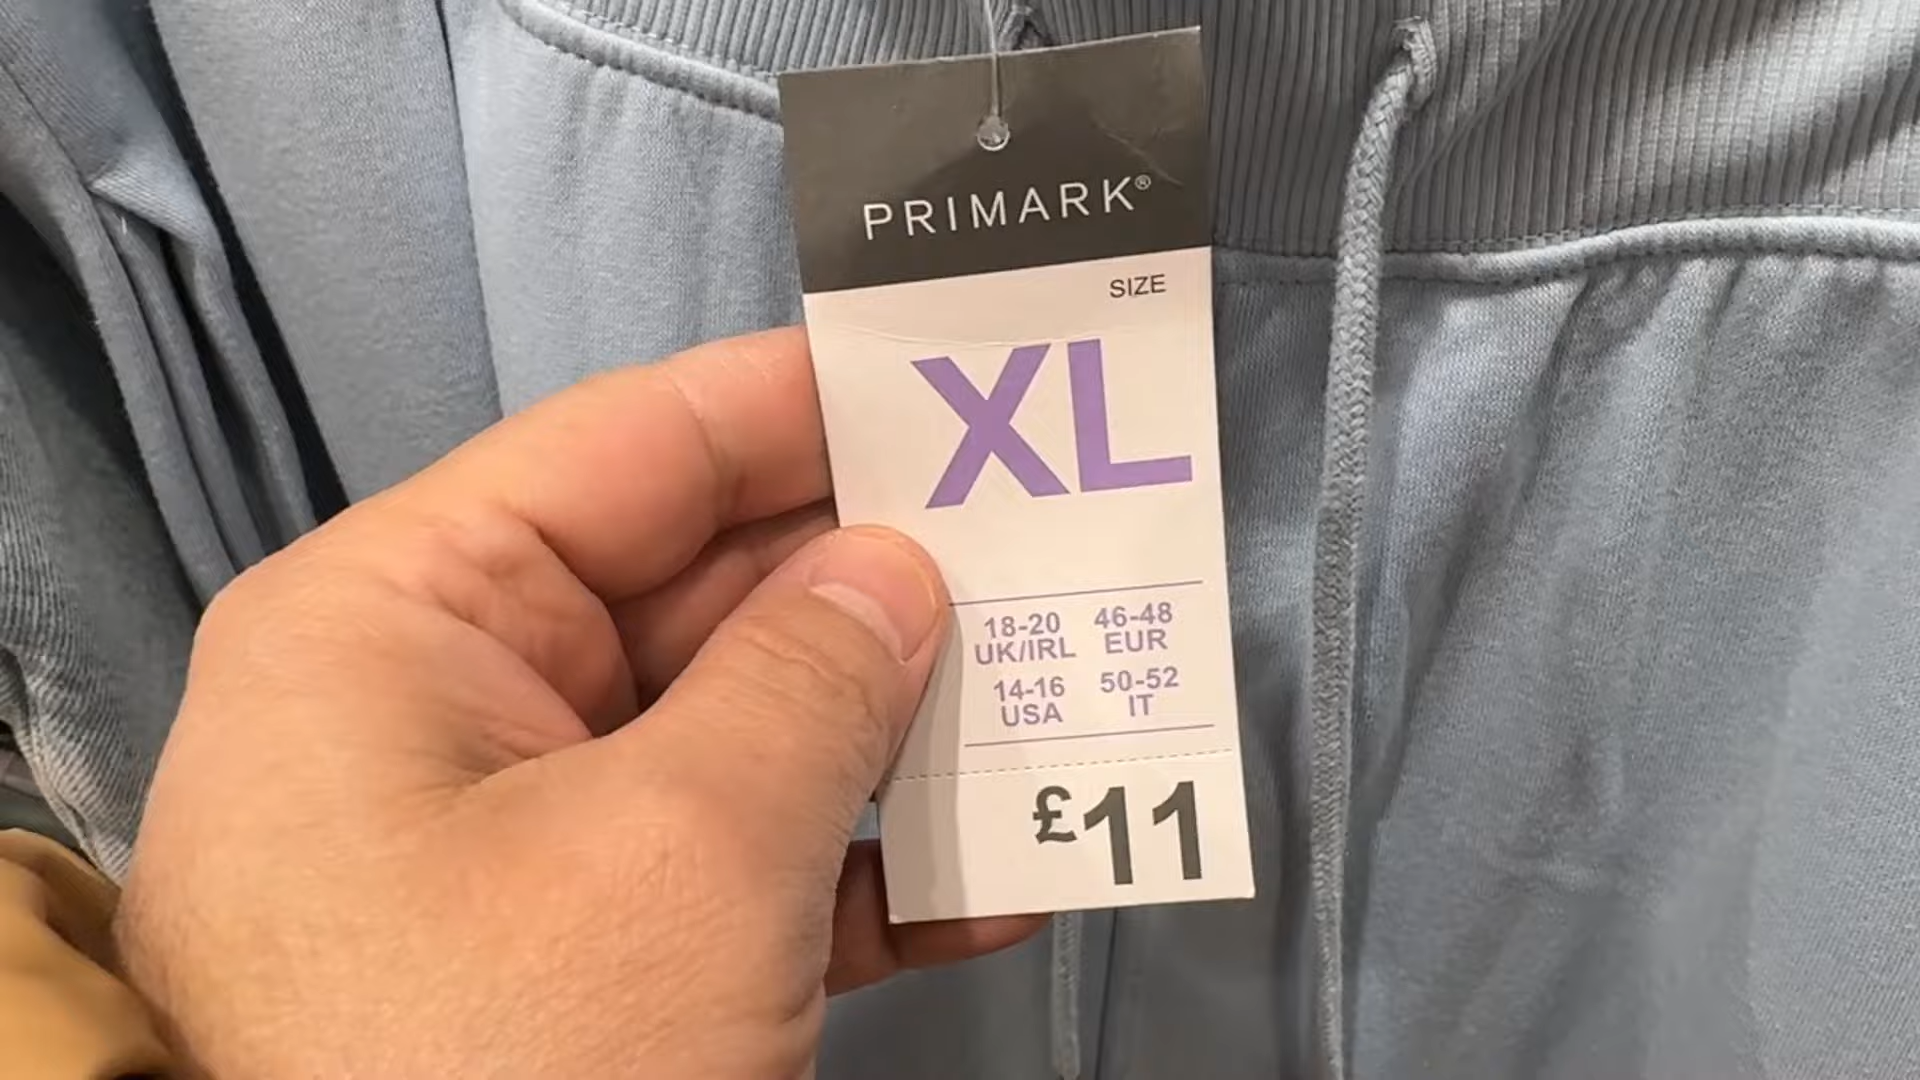 PRIMARK®
SIZE
XL
18-20 46-48
UK/IRL EUR
14-16 50-52
USA IT
£11